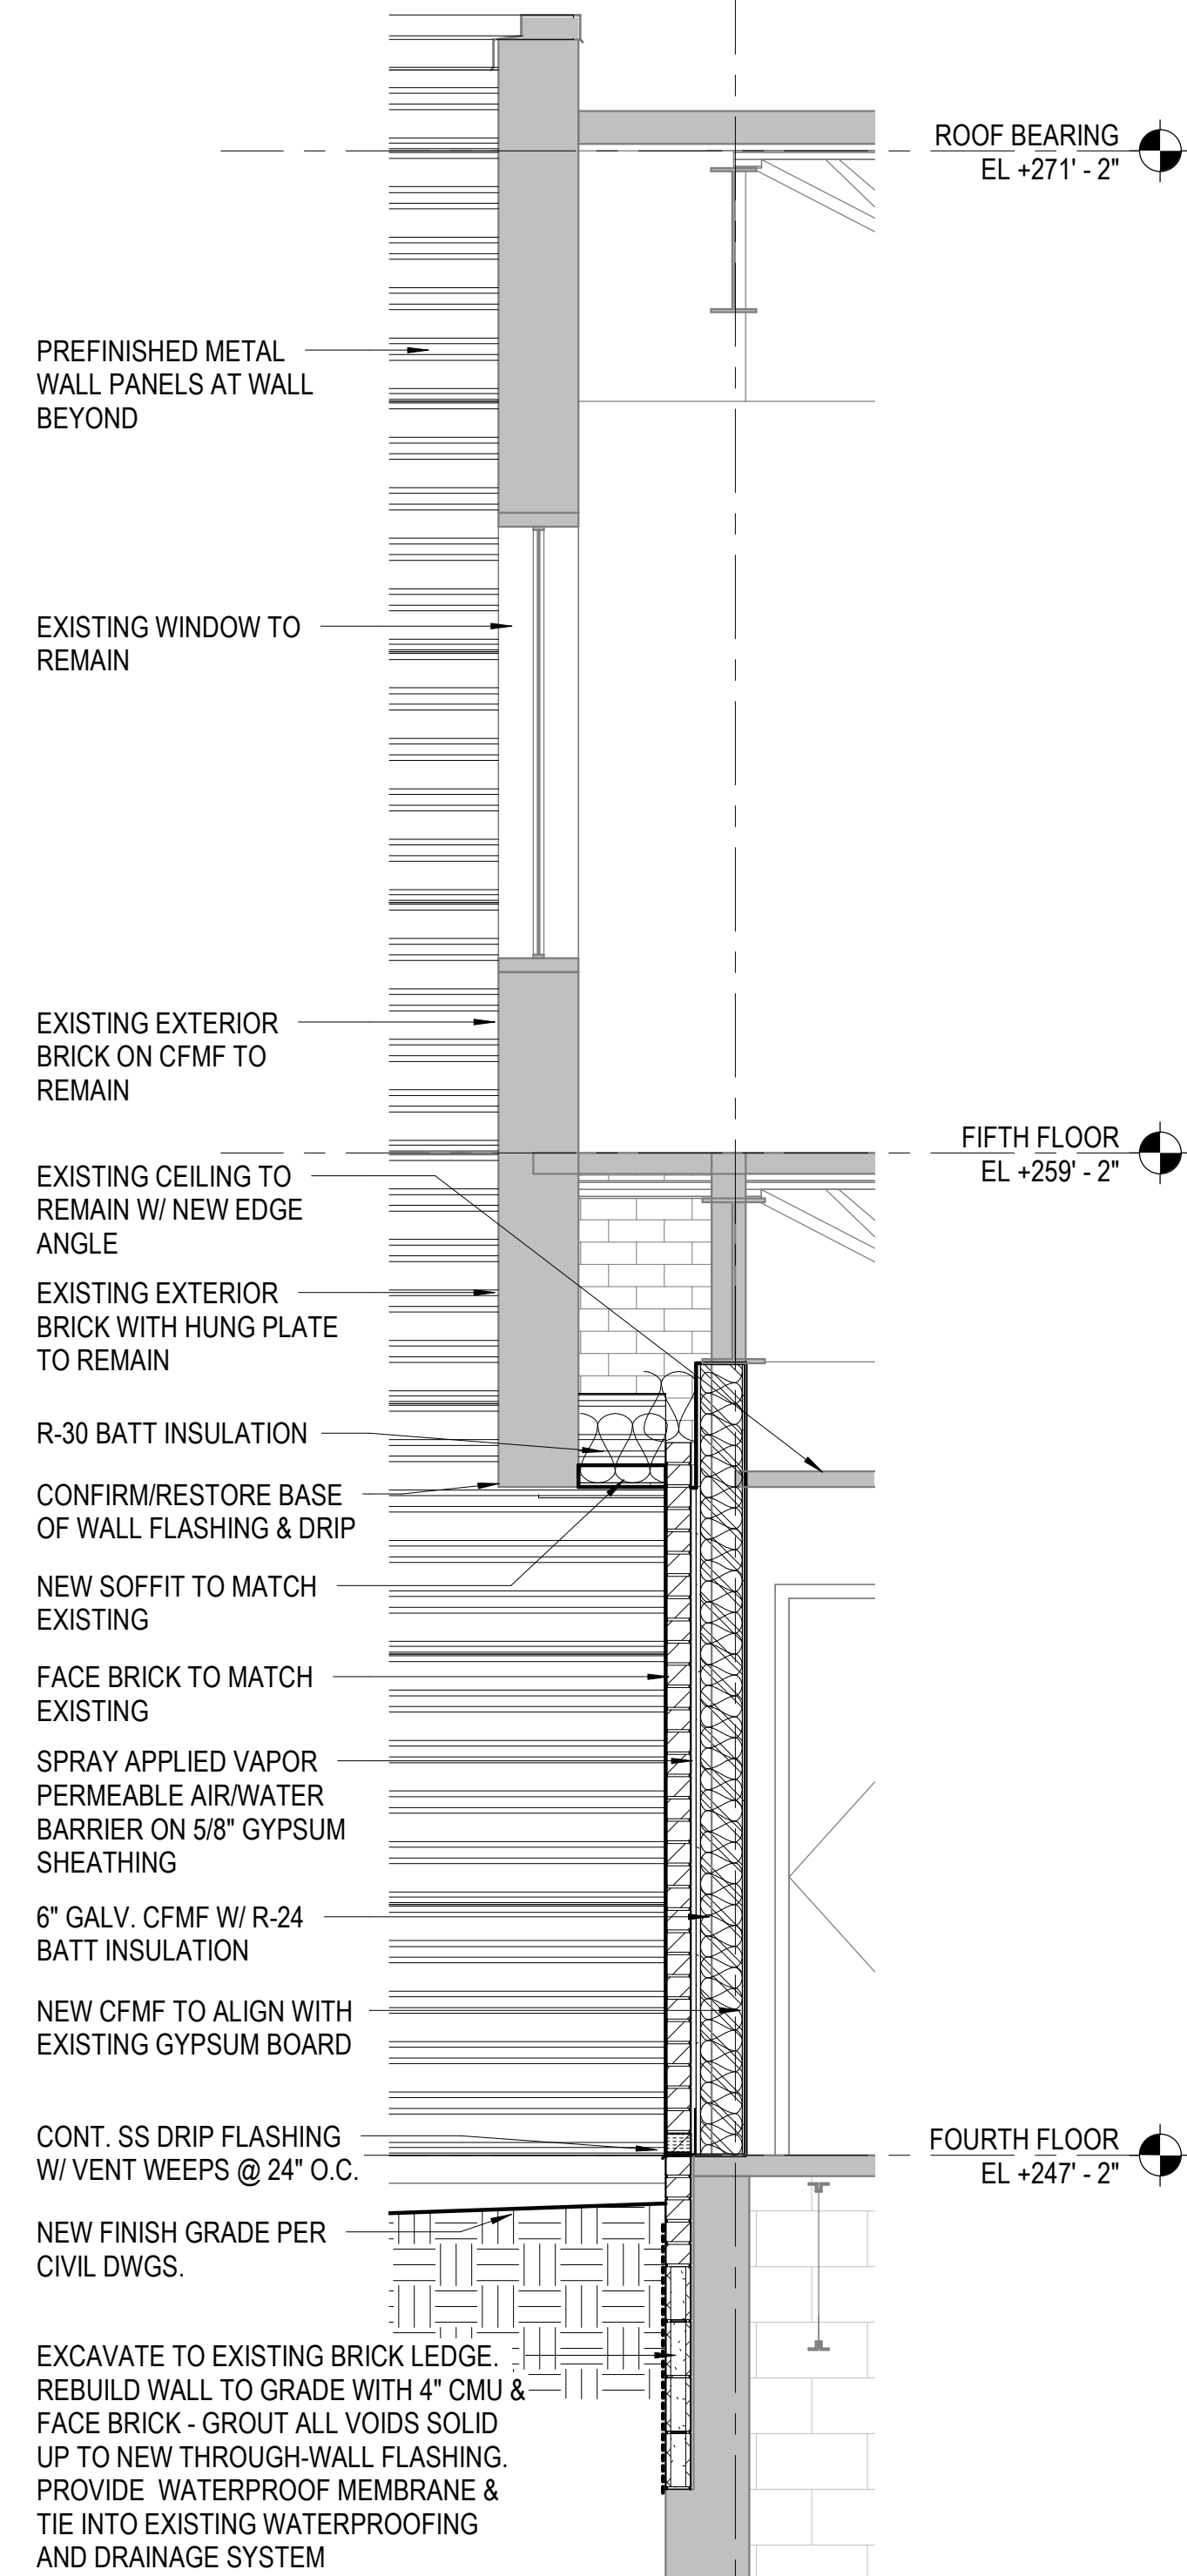 ROOF BEARING
EL +271' - 2"
PREFINISHED METAL
WALL PANELS AT WALL
BEYOND
EXISTING WINDOW TO
REMAIN
EXISTING EXTERIOR
BRICK ON CFMF TO
REMAIN
FIFTH FLOOR
EL +259' - 2"
EXISTING CEILING TO
REMAIN W/ NEW EDGE
ANGLE
EXISTING EXTERIOR
BRICK WITH HUNG PLATE
TO REMAIN
R-30 BATT INSULATION
CONFIRM/RESTORE BASE
OF WALL FLASHING & DRIP
NEW SOFFIT TO MATCH
EXISTING
FACE BRICK TO MATCH
EXISTING
SPRAY APPLIED VAPOR
PERMEABLE AIR/WATER
BARRIER ON 5/8" GYPSUM
SHEATHING
6" GALV. CFMF W/ R-24
BATT INSULATION
NEW CFMF TO ALIGN WITH
EXISTING GYPSUM BOARD
CONT. SS DRIP FLASHING
W/ VENT WEEPS @ 24" O.C.
FOURTH FLOOR
EL +247' - 2"
NEW FINISH GRADE PER
CIVIL DWGS.
EXCAVATE TO EXISTING BRICK LEDGE.
REBUILD WALL TO GRADE WITH 4" CMU &
FACE BRICK - GROUT ALL VOIDS SOLID
UP TO NEW THROUGH-WALL FLASHING.
PROVIDE WATERPROOF MEMBRANE &
TIE INTO EXISTING WATERPROOFING
AND DRAINAGE SYSTEM